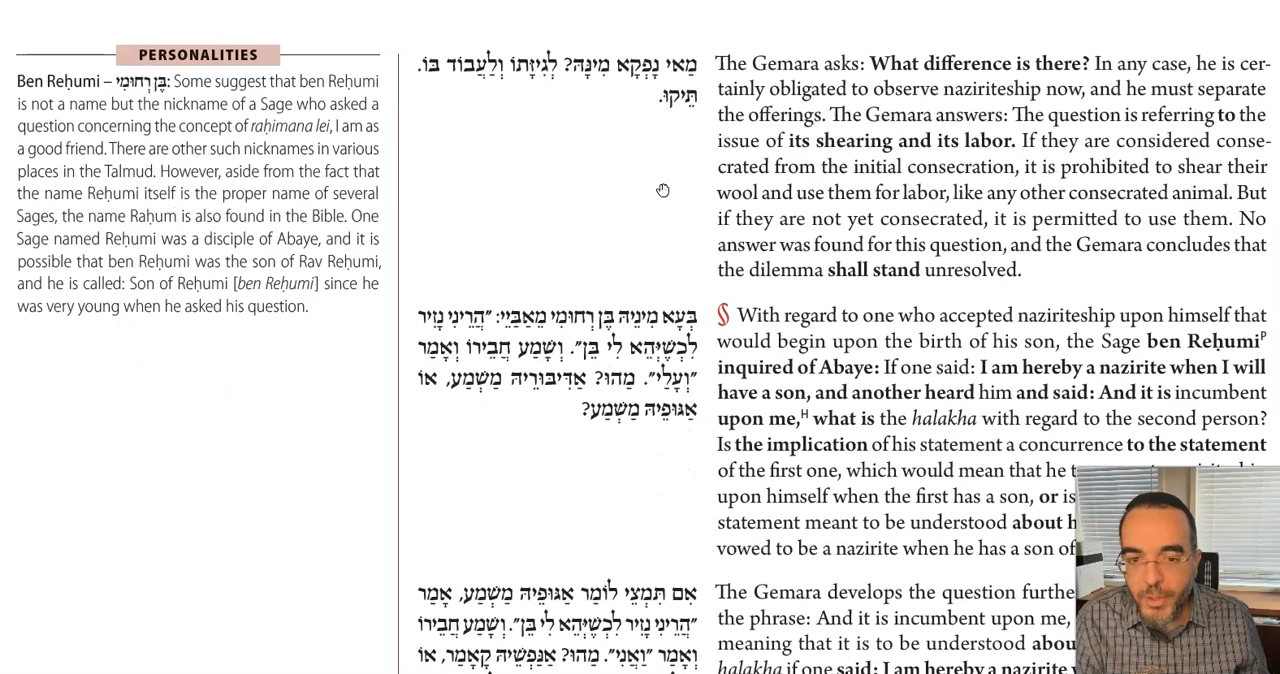 PERSONALITIES
Ben Reḥumi – בֶּן רְחוּמִי: Some suggest that ben Reḥumi
is not a name but the nickname of a Sage who asked a
question concerning the concept of raḥimana lei, I am as
a good friend. There are other such nicknames in various
places in the Talmud. However, aside from the fact that
the name Reḥumi itself is the proper name of several
Sages, the name Raḥum is also found in the Bible. One
Sage named Reḥumi was a disciple of Abaye, and it is
possible that ben Reḥumi was the son of Rav Reḥumi,
and he is called: Son of Reḥumi [ben Reḥumi] since he
was very young when he asked his question.
מַאי נָפְקָא מִינָּהּ? לְגִיזָּתוֹ וְלַעֲבוֹד בּוֹ.
תֵּיקוּ.
בְּעָא מִינֵּיהּ בֶּן רְחוּמִי מֵאַבַּיֵי: ״הֲרֵינִי נָזִיר
לִכְשֶׁיְּהֵא לִי בֵּן״. וְשָׁמַע חֲבֵירוֹ וְאָמַר
״וְעָלַי״. מַהוּ? אַדִּיבּוּרֵיהּ מַשְׁמַע, אוֹ
אַגּוּפֵיהּ מַשְׁמַע?
אִם תִּמְצֵי לוֹמַר אַגּוּפֵיהּ מַשְׁמַע, אָמַר
״הֲרֵינִי נָזִיר לִכְשֶׁיְּהֵא לִי בֵּן״. וְשָׁמַע חֲבֵירוֹ
וְאָמַר ״וַאֲנִי״. מַהוּ? אַנַּפְשֵׁיהּ קָאָמַר, אוֹ
The Gemara asks: What difference is there? In any case, he is cer-
tainly obligated to observe naziriteship now, and he must separate
the offerings. The Gemara answers: The question is referring to the
issue of its shearing and its labor. If they are considered conse-
crated from the initial consecration, it is prohibited to shear their
wool and use them for labor, like any other consecrated animal. But
if they are not yet consecrated, it is permitted to use them. No
answer was found for this question, and the Gemara concludes that
the dilemma shall stand unresolved.
§ With regard to one who accepted naziriteship upon himself that
would begin upon the birth of his son, the Sage ben Reḥumiᴾ
inquired of Abaye: If one said: I am hereby a nazirite when I will
have a son, and another heard him and said: And it is incumbent
upon me,ᴴ what is the halakha with regard to the second person?
Is the implication of his statement a concurrence to the statement
of the first one, which would mean that he
upon himself when the first has a son, or is
statement meant to be understood about
vowed to be a nazirite when he has a son of
The Gemara develops the question
the phrase: And it is incumbent upon me,
meaning that it is to be understood
halakha if one said: I am hereby a nazirite